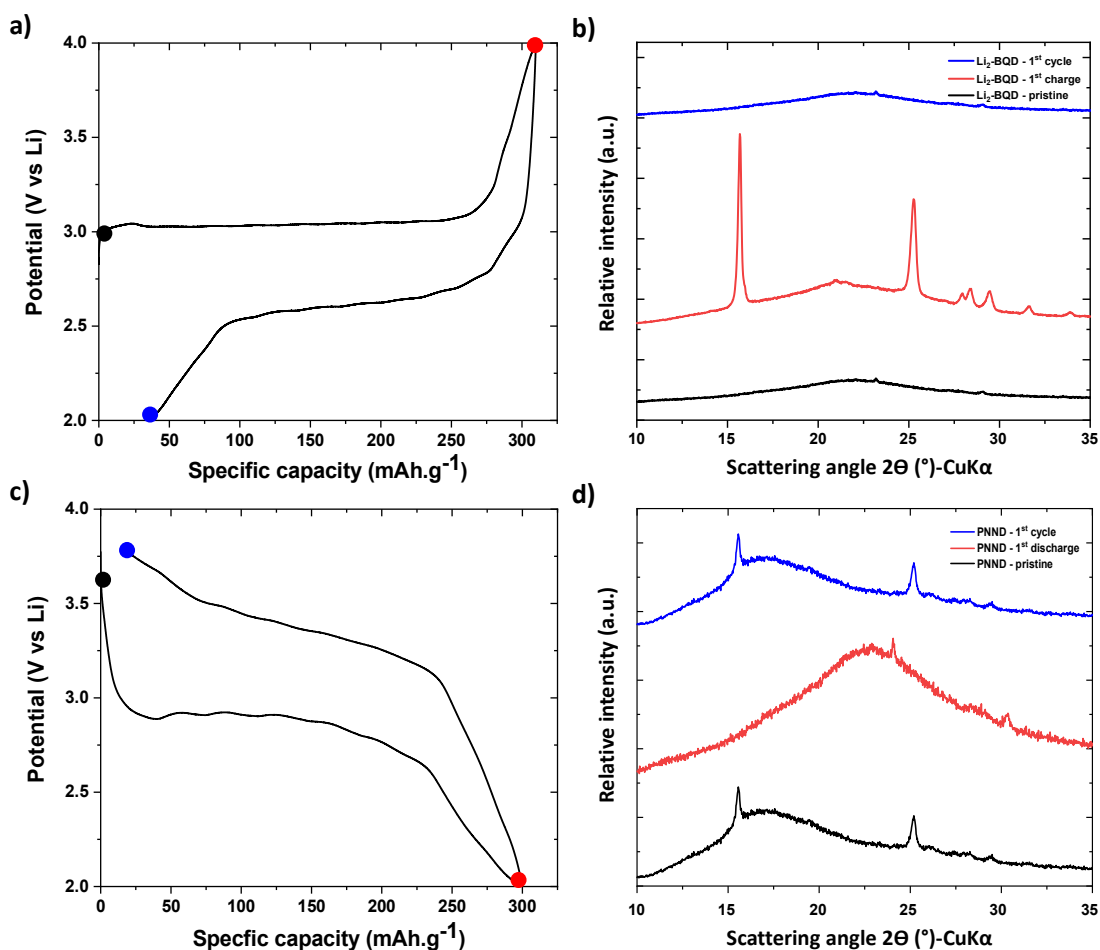 a)
4.0
3.5
3.0
2.5
2.0
Potential (V vs Li)
0 50 100 150 200 250 300
Specific capacity (mAh.g⁻¹)
b)
Li₂-BQD - 1ˢᵗ cycle
Li₂-BQD - 1ˢᵗ charge
Li₂-BQD - pristine
Relative intensity (a.u.)
10 15 20 25 30 35
Scattering angle 2Θ (°)-CuKα
c)
4.0
3.5
3.0
2.5
2.0
Potential (V vs Li)
0 50 100 150 200 250 300
Specfic capacity (mAh.g⁻¹)
d)
PNND - 1ˢᵗ cycle
PNND - 1ˢᵗ discharge
PNND - pristine
Relative intensity (a.u.)
10 15 20 25 30 35
Scattering angle 2Θ (°)-CuKα